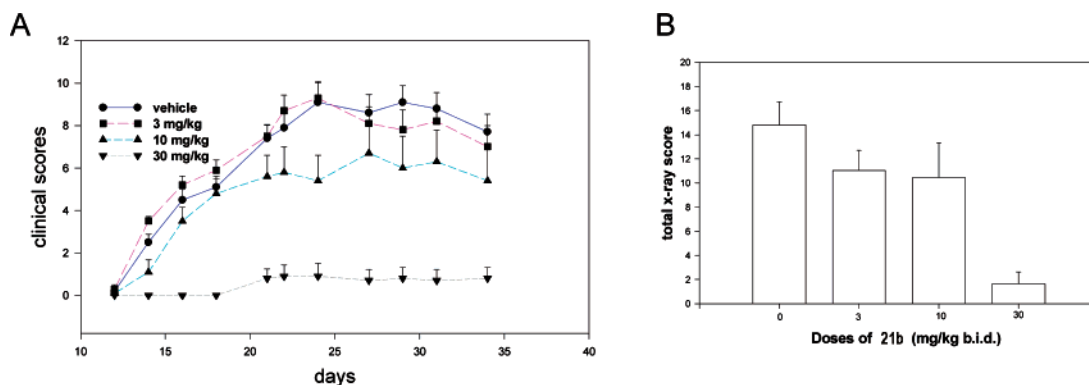 A
12
10
8
6
4
2
0
clinical scores
vehicle
3 mg/kg
10 mg/kg
30 mg/kg
10 15 20 25 30 35 40
days
B
20
18
16
14
12
10
8
6
4
2
0
total x-ray score
0 3 10 30
Doses of 21b (mg/kg b.i.d.)